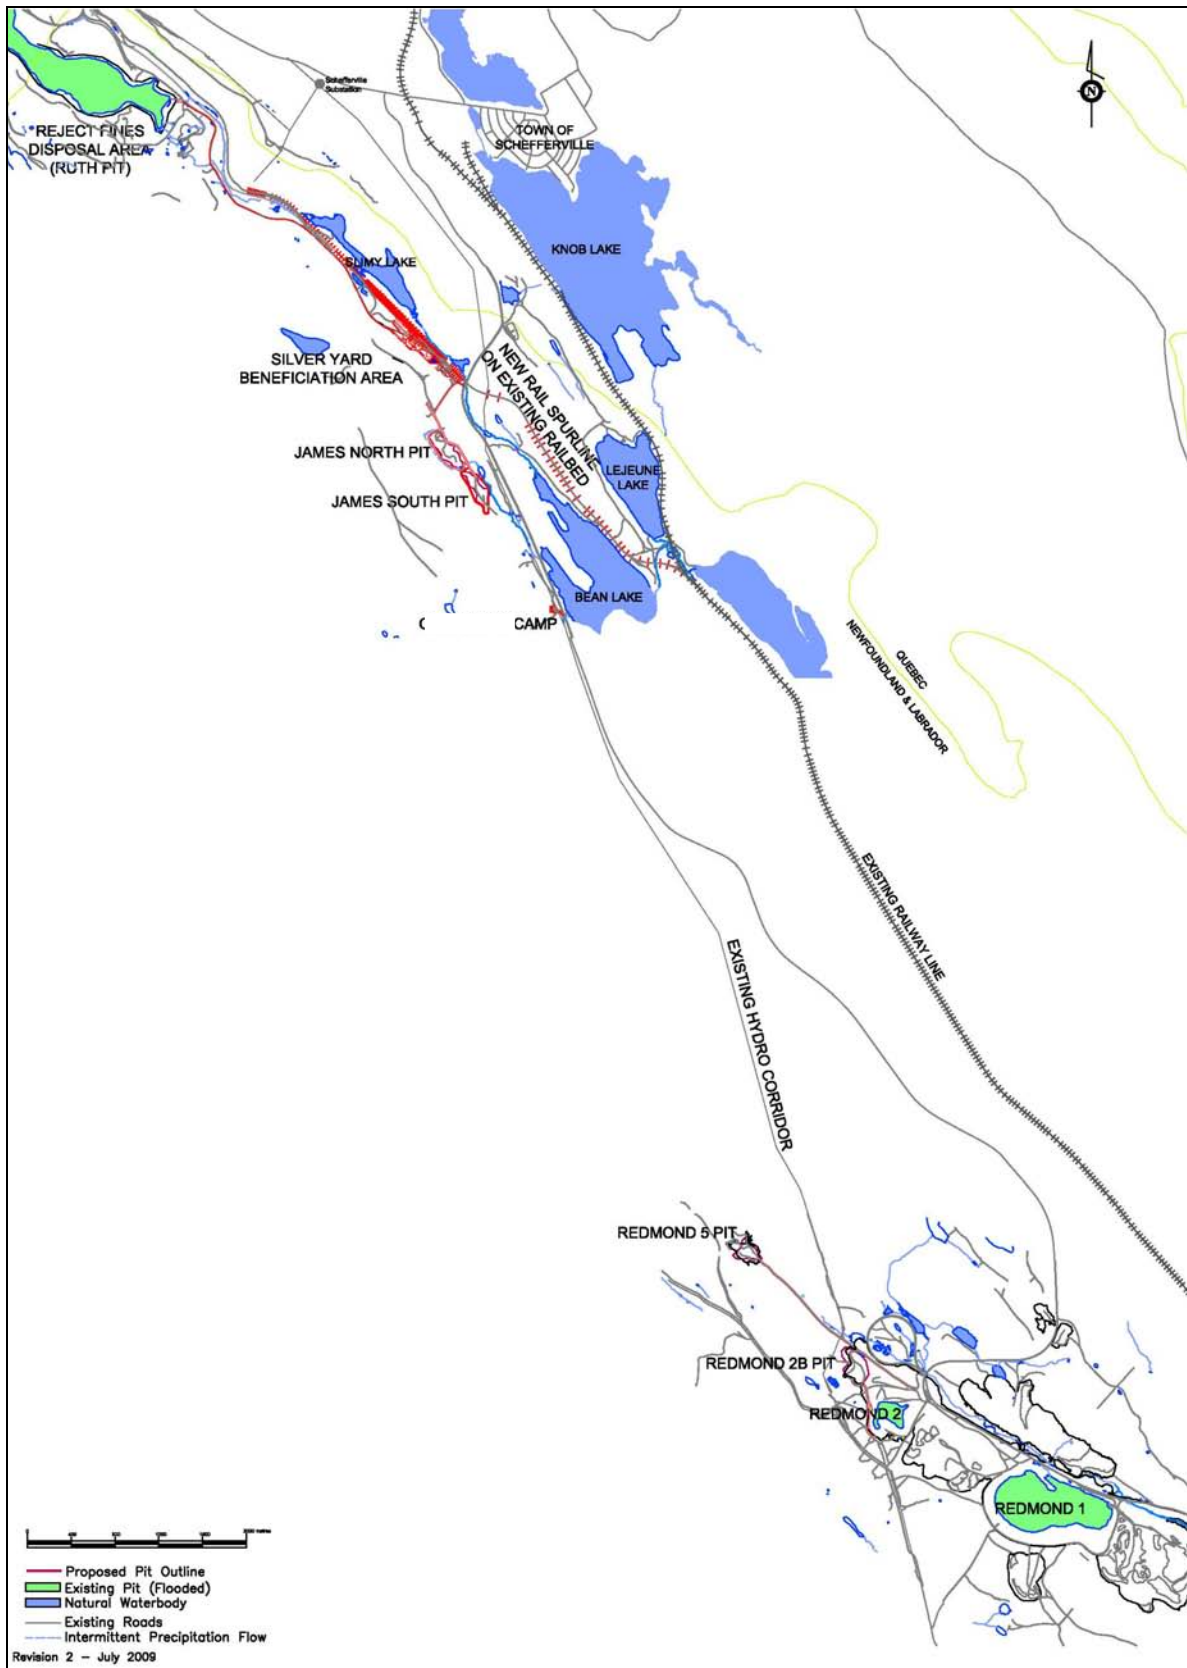 Schefferville
Substation
TOWN OF
SCHEFFERVILLE
REJECT FINES
DISPOSAL AREA
(RUTH PIT)
KNOB LAKE
SLIMY LAKE
SILVER YARD
BENEFICIATION AREA
NEW RAIL SPURLINE
ON EXISTING RAILBED
JAMES NORTH PIT
LEJEUNE
LAKE
JAMES SOUTH PIT
BEAN LAKE
CAMP
QUEBEC
NEWFOUNDLAND & LABRADOR
EXISTING RAILWAY LINE
EXISTING HYDRO CORRIDOR
REDMOND 5 PIT
REDMOND 2B PIT
REDMOND 2
REDMOND 1
N
Proposed Pit Outline
Existing Pit (Flooded)
Natural Waterbody
Existing Roads
Intermittent Precipitation Flow
Revision 2 - July 2009